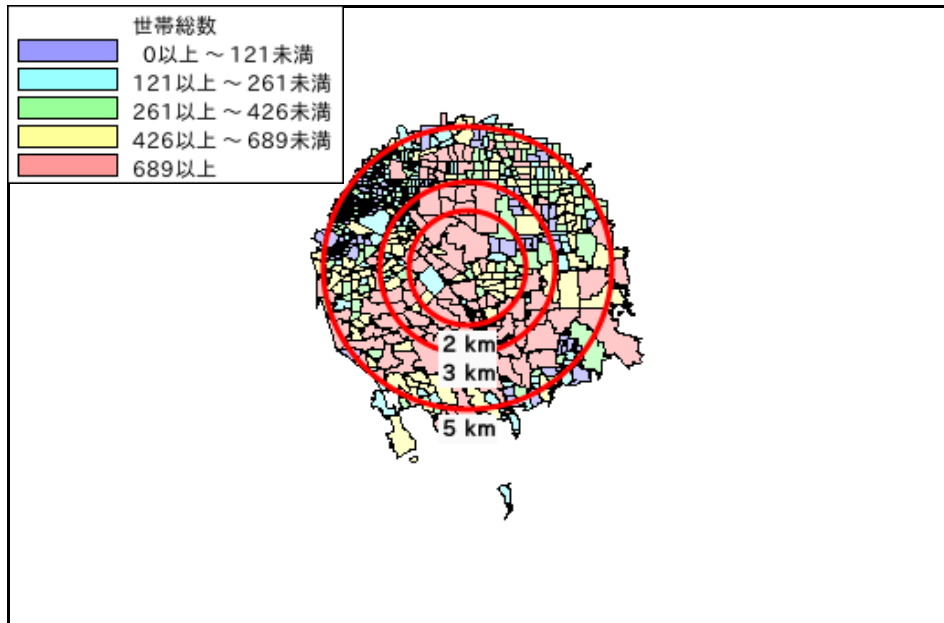 世帯総数
0以上 ～ 121未満
121以上 ～ 261未満
261以上 ～ 426未満
426以上 ～ 689未満
689以上
2 km
3 km
5 km